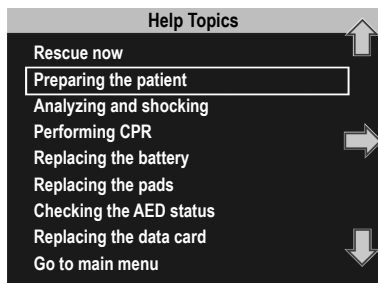 Help Topics
Rescue now
Preparing the patient
Analyzing and shocking
Performing CPR
Replacing the battery
Replacing the pads
Checking the AED status
Replacing the data card
Go to main menu